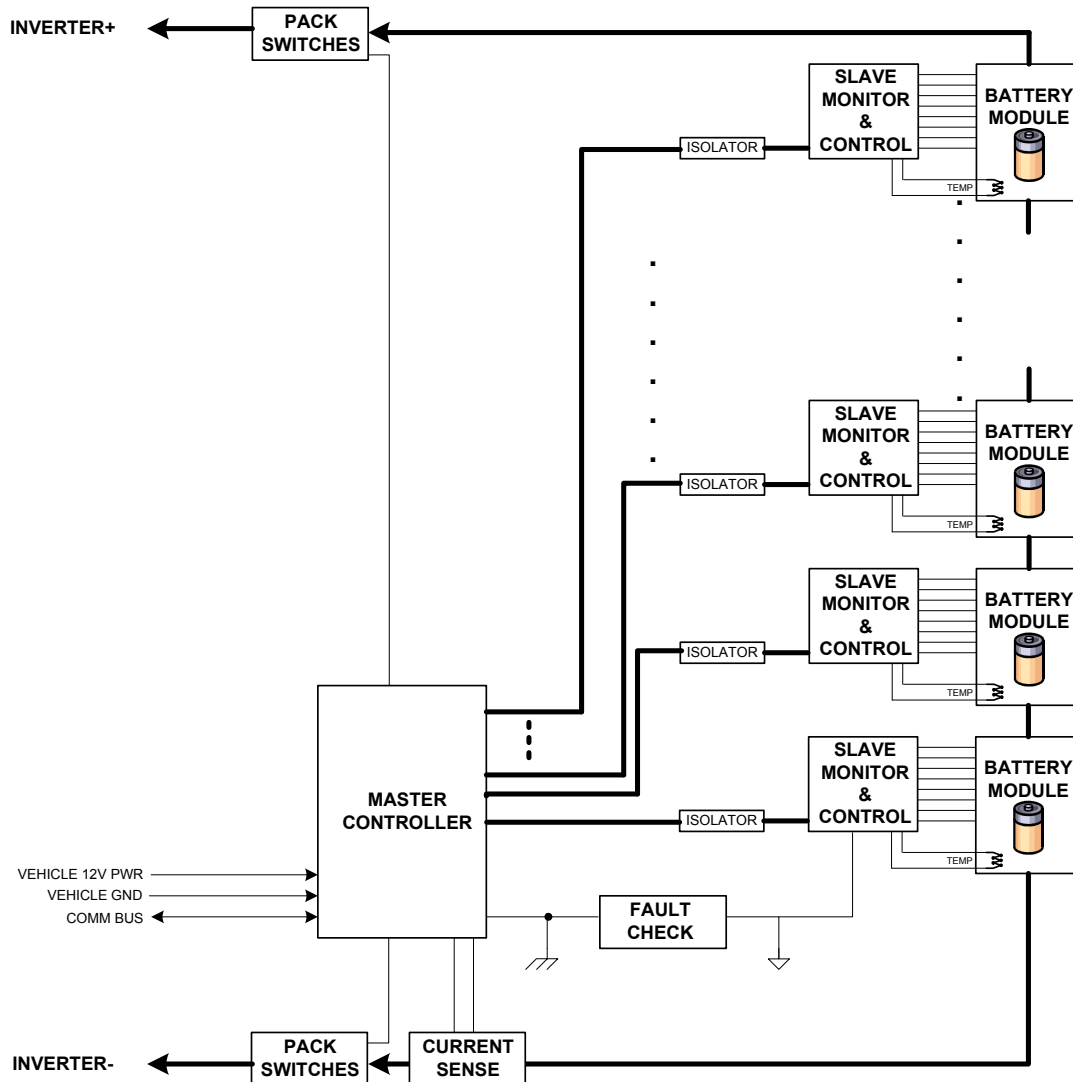 INVERTER+
PACK
SWITCHES
SLAVE
MONITOR
&
CONTROL
BATTERY
MODULE
ISOLATOR
TEMP
SLAVE
MONITOR
&
CONTROL
BATTERY
MODULE
ISOLATOR
TEMP
SLAVE
MONITOR
&
CONTROL
BATTERY
MODULE
ISOLATOR
TEMP
SLAVE
MONITOR
&
CONTROL
BATTERY
MODULE
ISOLATOR
TEMP
MASTER
CONTROLLER
VEHICLE 12V PWR
VEHICLE GND
COMM BUS
FAULT
CHECK
INVERTER-
PACK
SWITCHES
CURRENT
SENSE